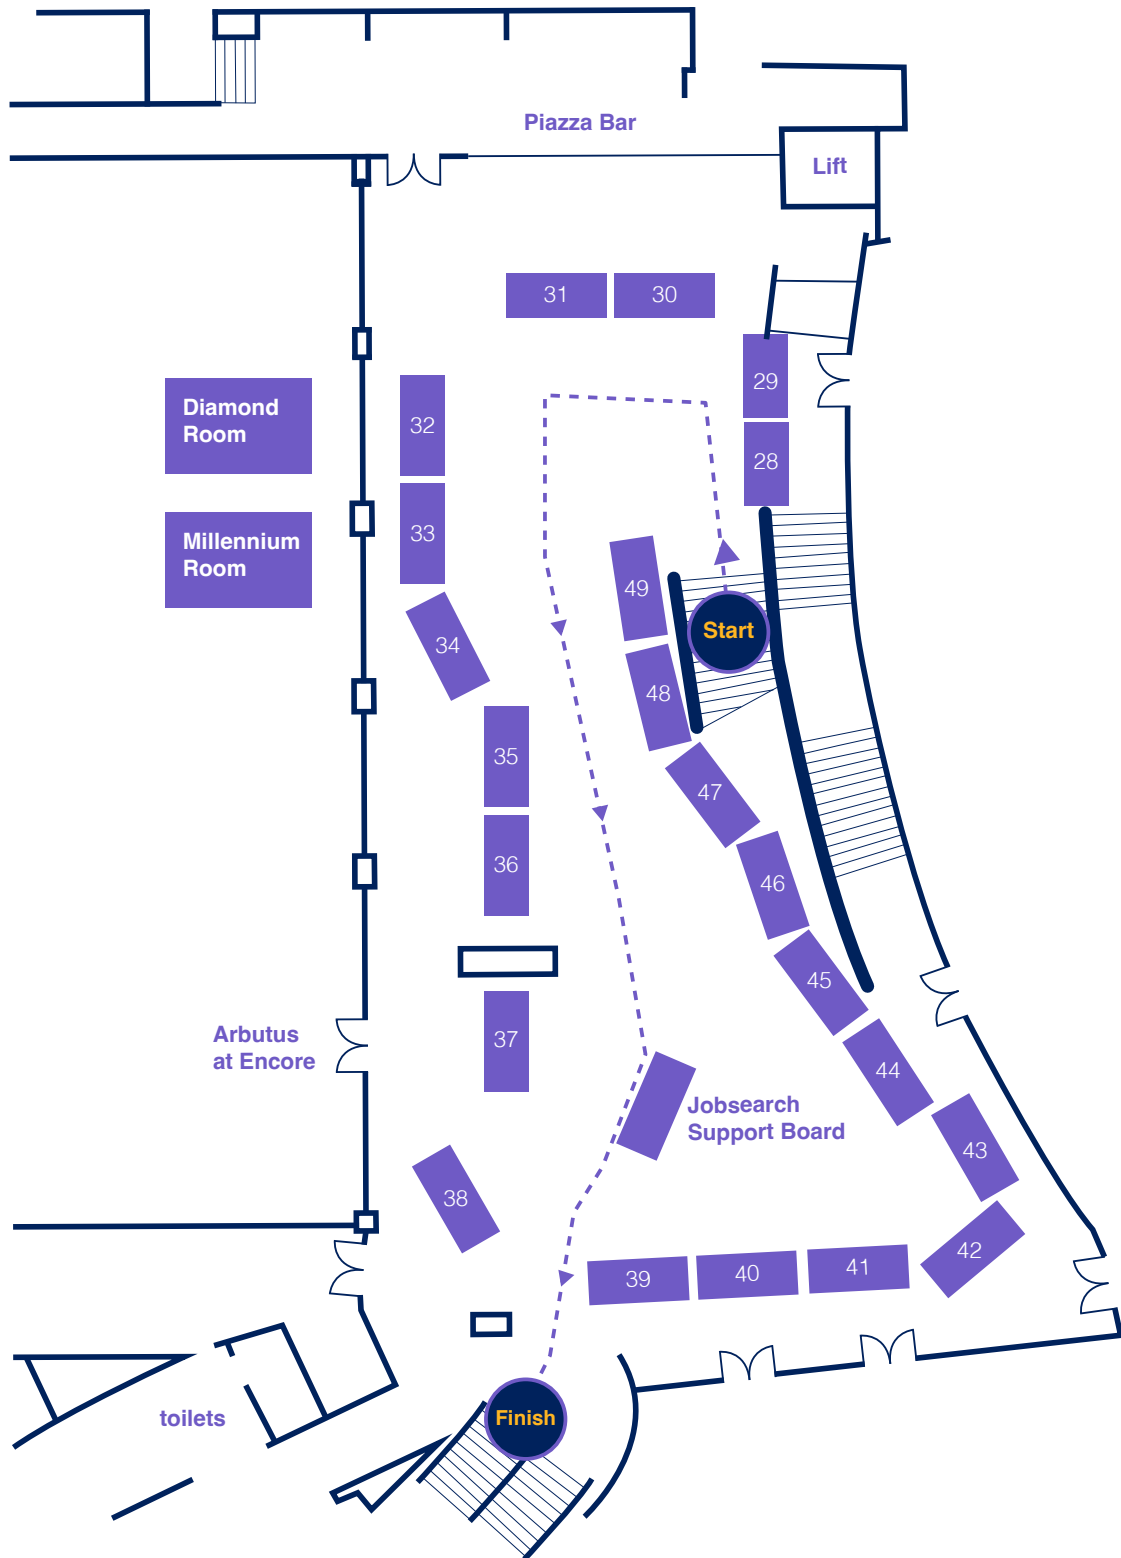 Piazza Bar
Lift
31
30
29
28
Diamond
Room
32
Millennium
Room
33
49
Start
34
48
35
47
36
46
45
Arbutus
at Encore
37
44
Jobsearch
Support Board
43
38
42
39
40
41
toilets
Finish